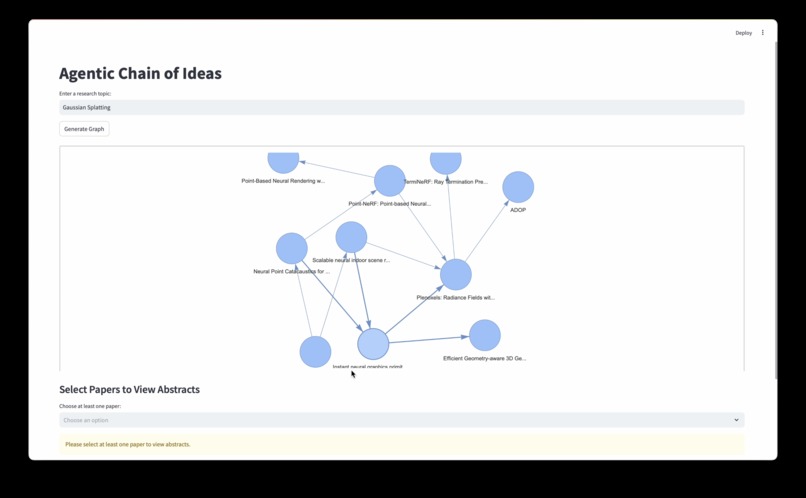 Deploy
Agentic Chain of Ideas
Enter a research topic:
Gaussian Splatting
Generate Graph
Point-Based Neural Rendering w...
TermiNeRF: Ray Termination Pre...
Point-NeRF: Point-based Neural...
ADOP
Scalable neural indoor scene r...
Neural Point Catacaustics for ...
Plenoxels: Radiance Fields wit...
Efficient Geometry-aware 3D Ge...
Instant neural graphics primit
Select Papers to View Abstracts
Choose at least one paper:
Choose an option
Please select at least one paper to view abstracts.